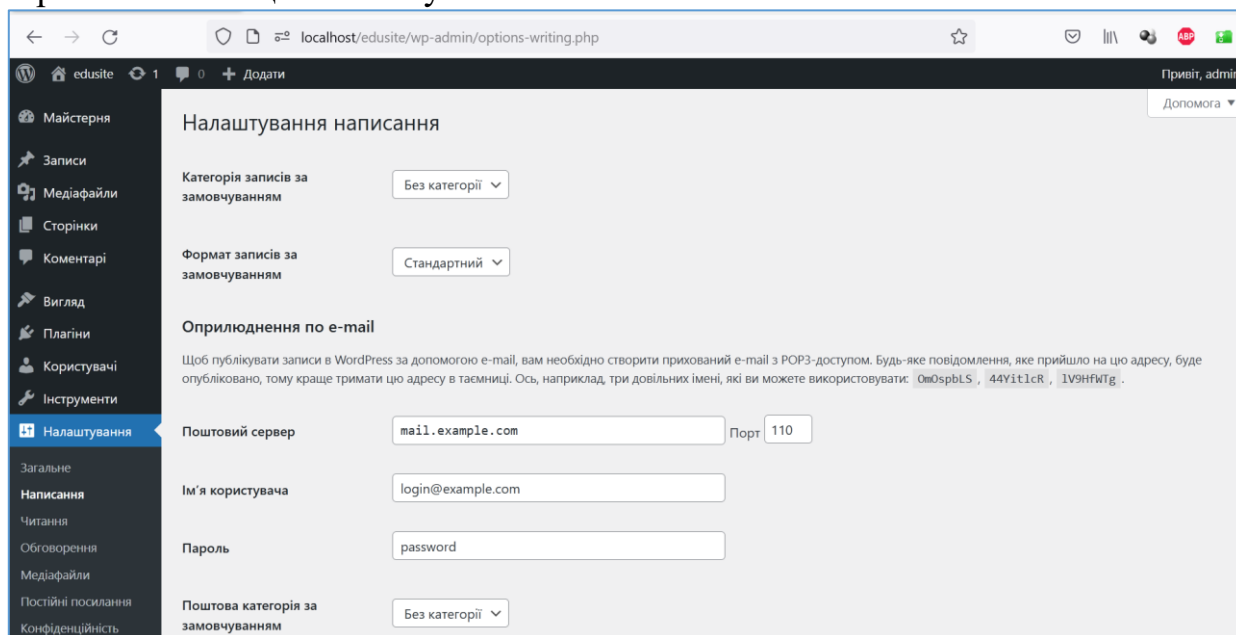 localhost/edusite/wp-admin/options-writing.php
ABP
edusite 1 0 + Додати Привіт, admin
Допомога
Майстерня
Записи
Медіафайли
Сторінки
Коментарі
Вигляд
Плагіни
Користувачі
Інструменти
Налаштування
Загальне
Написання
Читання
Обговорення
Медіафайли
Постійні посилання
Конфіденційність
Налаштування написання
Категорія записів за
замовчуванням
Без категорії
Формат записів за
замовчуванням
Стандартний
Оприлюднення по e-mail
Щоб публікувати записи в WordPress за допомогою e-mail, вам необхідно створити прихований e-mail з POP3-доступом. Будь-яке повідомлення, яке прийшло на цю адресу, буде
опубліковано, тому краще тримати цю адресу в таємниці. Ось, наприклад, три довільних імені, які ви можете використовувати: OmOspbLS , 44YitlcR , lV9HfWTg .
Поштовий сервер mail.example.com Порт 110
Ім'я користувача login@example.com
Пароль password
Поштова категорія за
замовчуванням
Без категорії